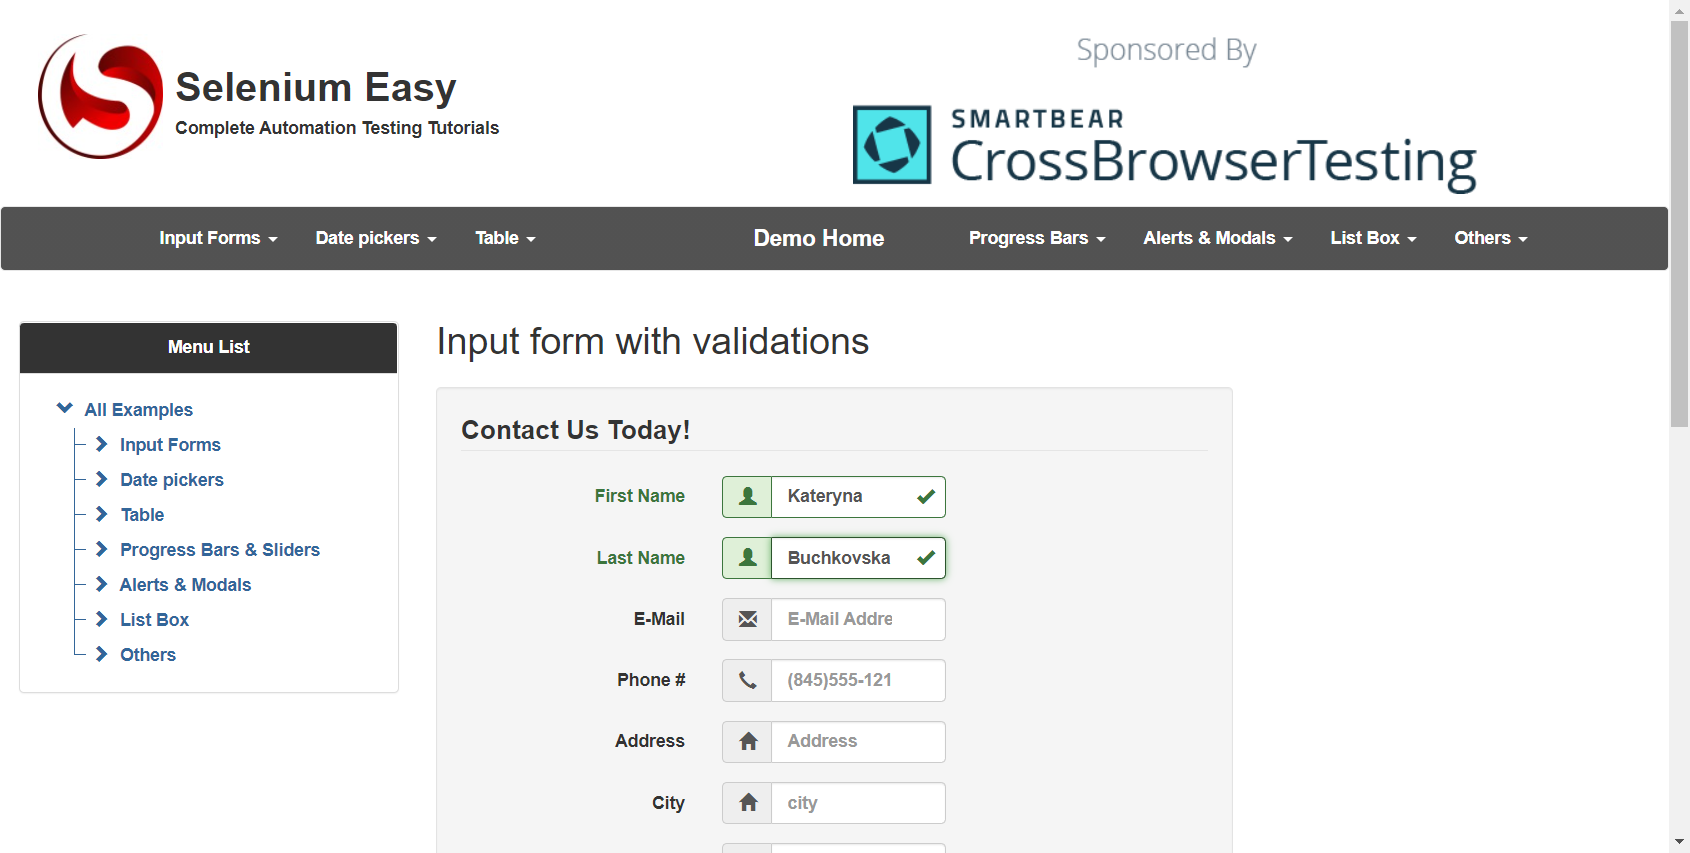 Selenium Easy
Complete Automation Testing Tutorials
Sponsored By
SMARTBEAR
CrossBrowserTesting
Input Forms Date pickers Table Demo Home Progress Bars Alerts & Modals List Box Others
Menu List
All Examples
Input Forms
Date pickers
Table
Progress Bars & Sliders
Alerts & Modals
List Box
Others
Input form with validations
Contact Us Today!
First Name Kateryna
Last Name Buchkovska
E-Mail E-Mail Addre
Phone # (845)555-121
Address Address
City city